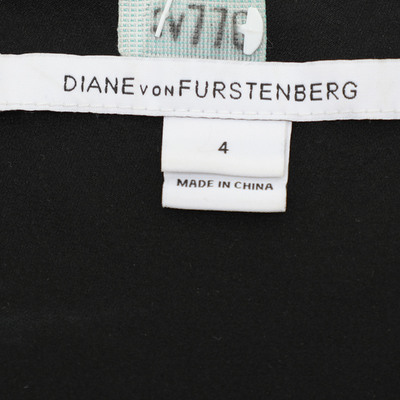 DIANE VON FURSTENBERG
4
MADE IN CHINA